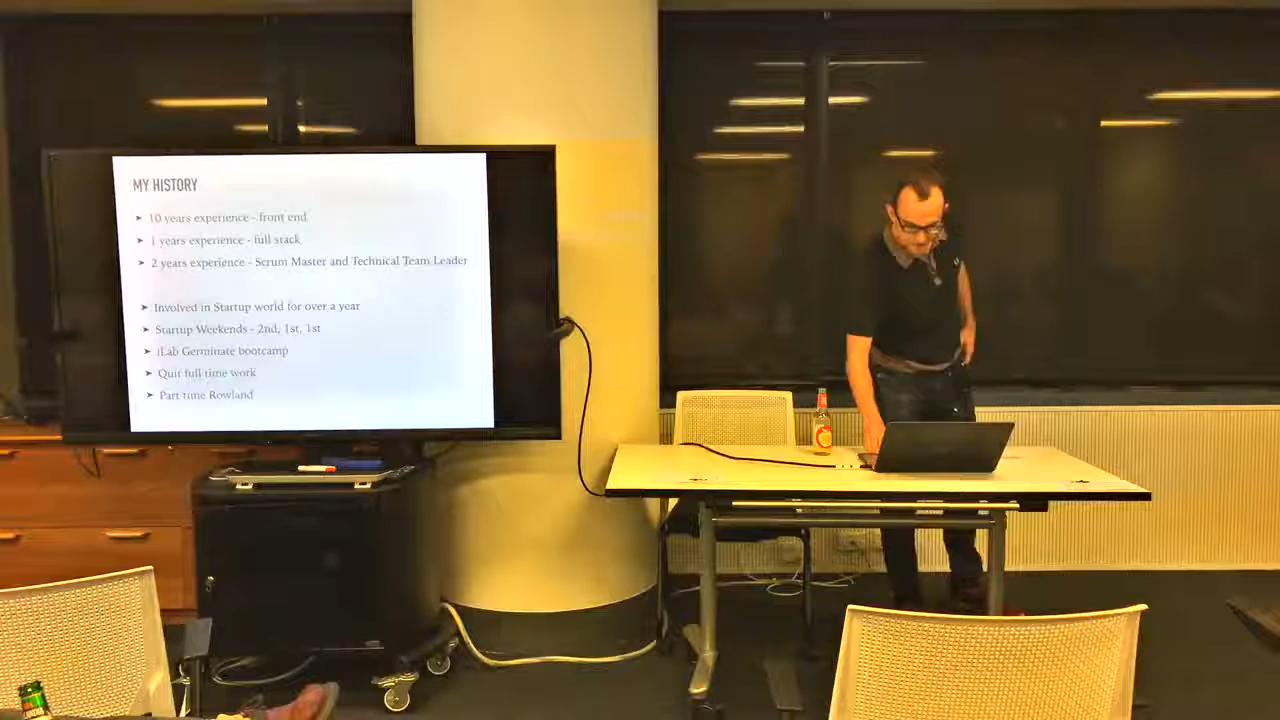 MY HISTORY
➤ 10 years experience - front end
➤ 1 years experience - full stack
➤ 2 years experience - Scrum Master and Technical Team Leader
➤ Involved in Startup world for over a year
➤ Startup Weekends - 2nd, 1st, 1st
➤ iLab Germinate bootcamp
➤ Quit full time work
➤ Part time Rowland